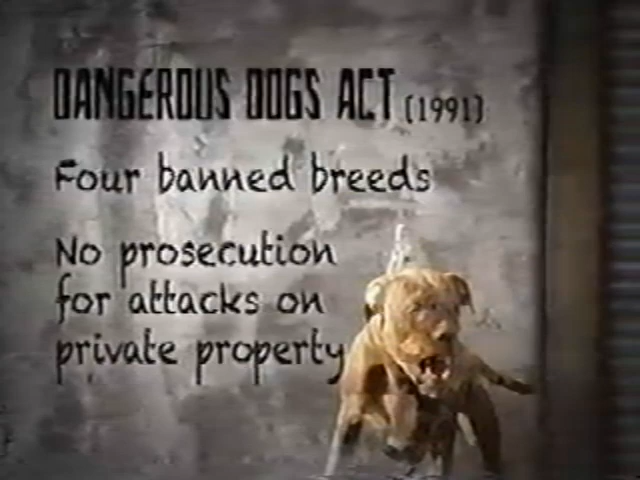 DANGEROUS DOGS ACT (1991)
Four banned breeds
No prosecution
for attacks on
private property